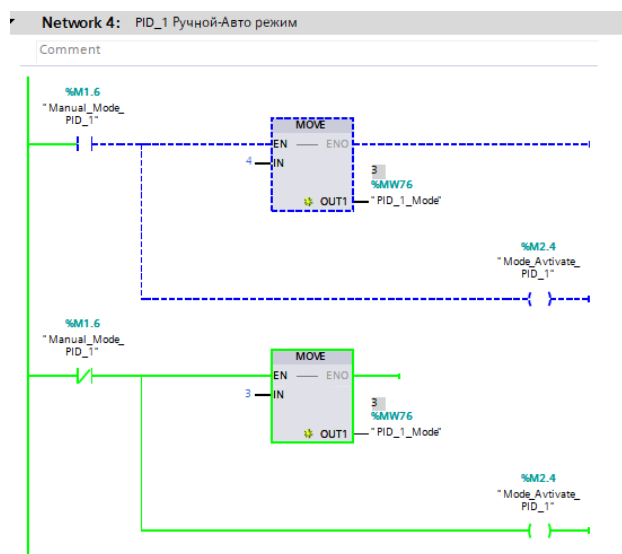 Network 4: PID_1 Ручной-Авто режим
Comment
%M1.6
"Manual_Mode_
PID_1"
MOVE
EN ENO
4 IN
3
%MW76
OUT1 "PID_1_Mode"
%M2.4
"Mode_Avtivate_
PID_1"
%M1.6
"Manual_Mode_
PID_1"
MOVE
EN ENO
3 IN
3
%MW76
OUT1 "PID_1_Mode"
%M2.4
"Mode_Avtivate_
PID_1"